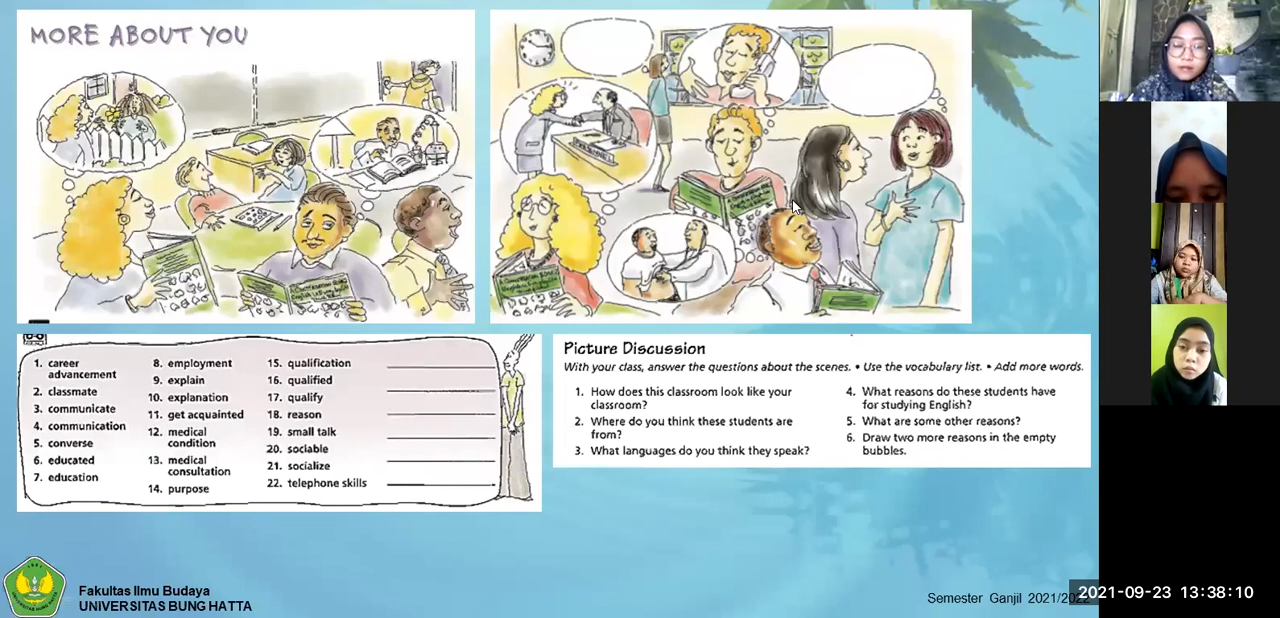 MORE ABOUT YOU
1. career
advancement
2. classmate
3. communicate
4. communication
5. converse
6. educated
7. education
8. employment
9. explain
10. explanation
11. get acquainted
12. medical
condition
13. medical
consultation
14. purpose
15. qualification
16. qualified
17. qualify
18. reason
19. small talk
20. sociable
21. socialize
22. telephone skills
Picture Discussion
With your class, answer the questions about the scenes. • Use the vocabulary list. • Add more words.
1. How does this classroom look like your
classroom?
2. Where do you think these students are
from?
3. What languages do you think they speak?
4. What reasons do these students have
for studying English?
5. What are some other reasons?
6. Draw two more reasons in the empty
bubbles.
Fakultas Ilmu Budaya
UNIVERSITAS BUNG HATTA
Semester Ganjil 2021/2022
2021-09-23 13:38:10